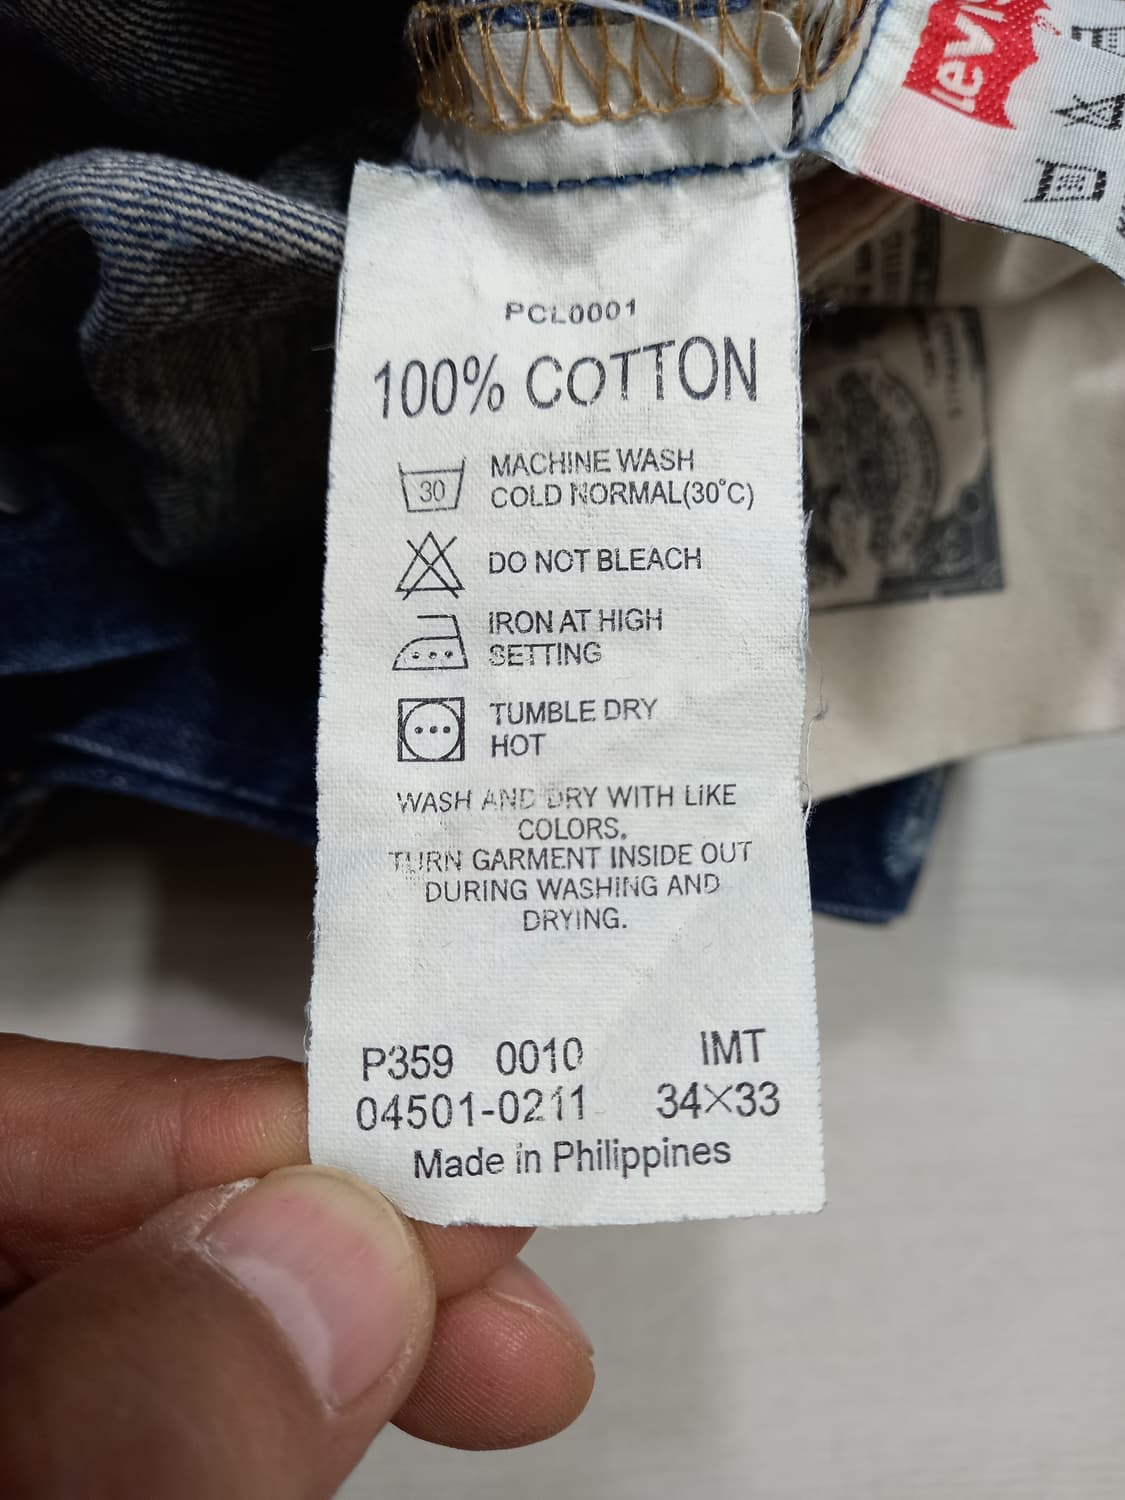 Levi's
PCL0001
100% COTTON
30
MACHINE WASH
COLD NORMAL(30°C)
DO NOT BLEACH
IRON AT HIGH
SETTING
TUMBLE DRY
HOT
WASH AND DRY WITH LIKE
COLORS.
TURN GARMENT INSIDE OUT
DURING WASHING AND
DRYING.
P359 0010 IMT
04501-0211 34×33
Made in Philippines